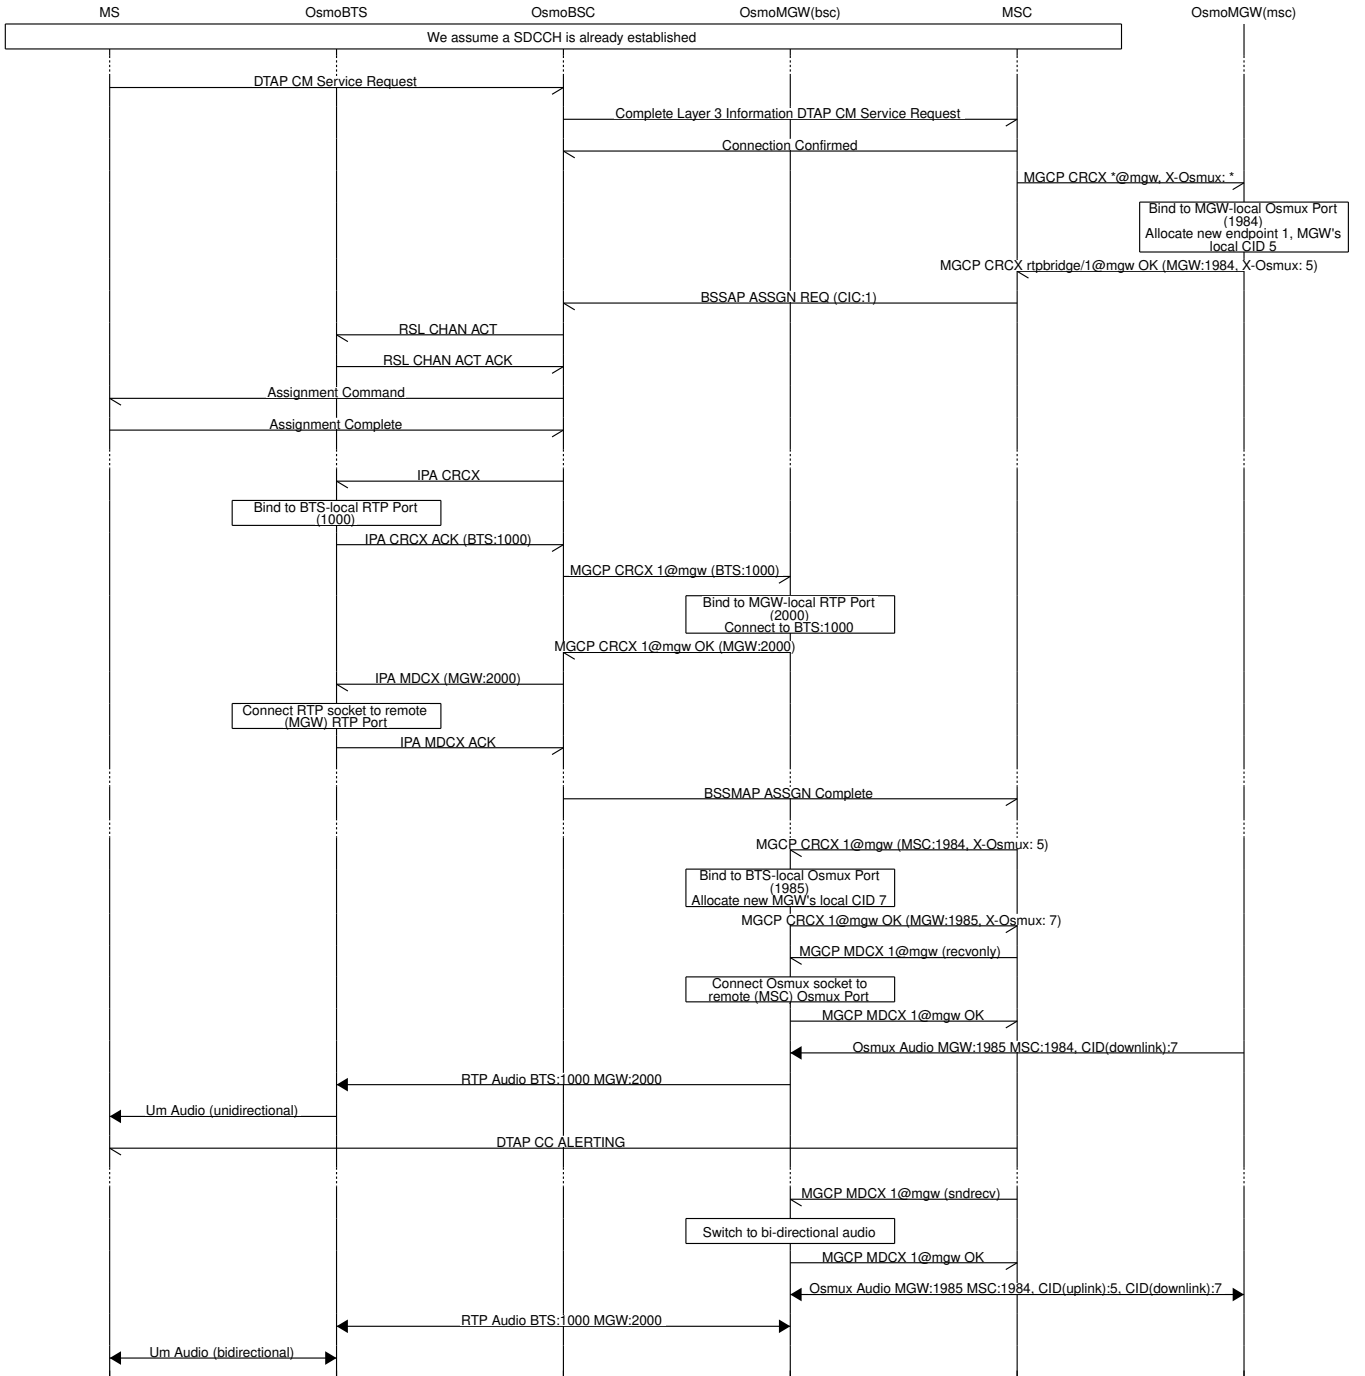 MS OsmoBTS OsmoBSC OsmoMGW(bsc) MSC OsmoMGW(msc)
We assume a SDCCH is already established
DTAP CM Service Request
Complete Layer 3 Information DTAP CM Service Request
Connection Confirmed
MGCP CRCX *@mgw, X-Osmux: *
Bind to MGW-local Osmux Port
(1984)
Allocate new endpoint 1, MGW's
local CID 5
MGCP CRCX rtpbridge/1@mgw OK (MGW:1984, X-Osmux: 5)
BSSAP ASSGN REQ (CIC:1)
RSL CHAN ACT
RSL CHAN ACT ACK
Assignment Command
Assignment Complete
IPA CRCX
Bind to BTS-local RTP Port
(1000)
IPA CRCX ACK (BTS:1000)
MGCP CRCX 1@mgw (BTS:1000)
Bind to MGW-local RTP Port
(2000)
Connect to BTS:1000
MGCP CRCX 1@mgw OK (MGW:2000)
IPA MDCX (MGW:2000)
Connect RTP socket to remote
(MGW) RTP Port
IPA MDCX ACK
BSSMAP ASSGN Complete
MGCP CRCX 1@mgw (MSC:1984, X-Osmux: 5)
Bind to BTS-local Osmux Port
(1985)
Allocate new MGW's local CID 7
MGCP CRCX 1@mgw OK (MGW:1985, X-Osmux: 7)
MGCP MDCX 1@mgw (recvonly)
Connect Osmux socket to
remote (MSC) Osmux Port
MGCP MDCX 1@mgw OK
Osmux Audio MGW:1985 MSC:1984, CID(downlink):7
RTP Audio BTS:1000 MGW:2000
Um Audio (unidirectional)
DTAP CC ALERTING
MGCP MDCX 1@mgw (sndrecv)
Switch to bi-directional audio
MGCP MDCX 1@mgw OK
Osmux Audio MGW:1985 MSC:1984, CID(uplink):5, CID(downlink):7
RTP Audio BTS:1000 MGW:2000
Um Audio (bidirectional)